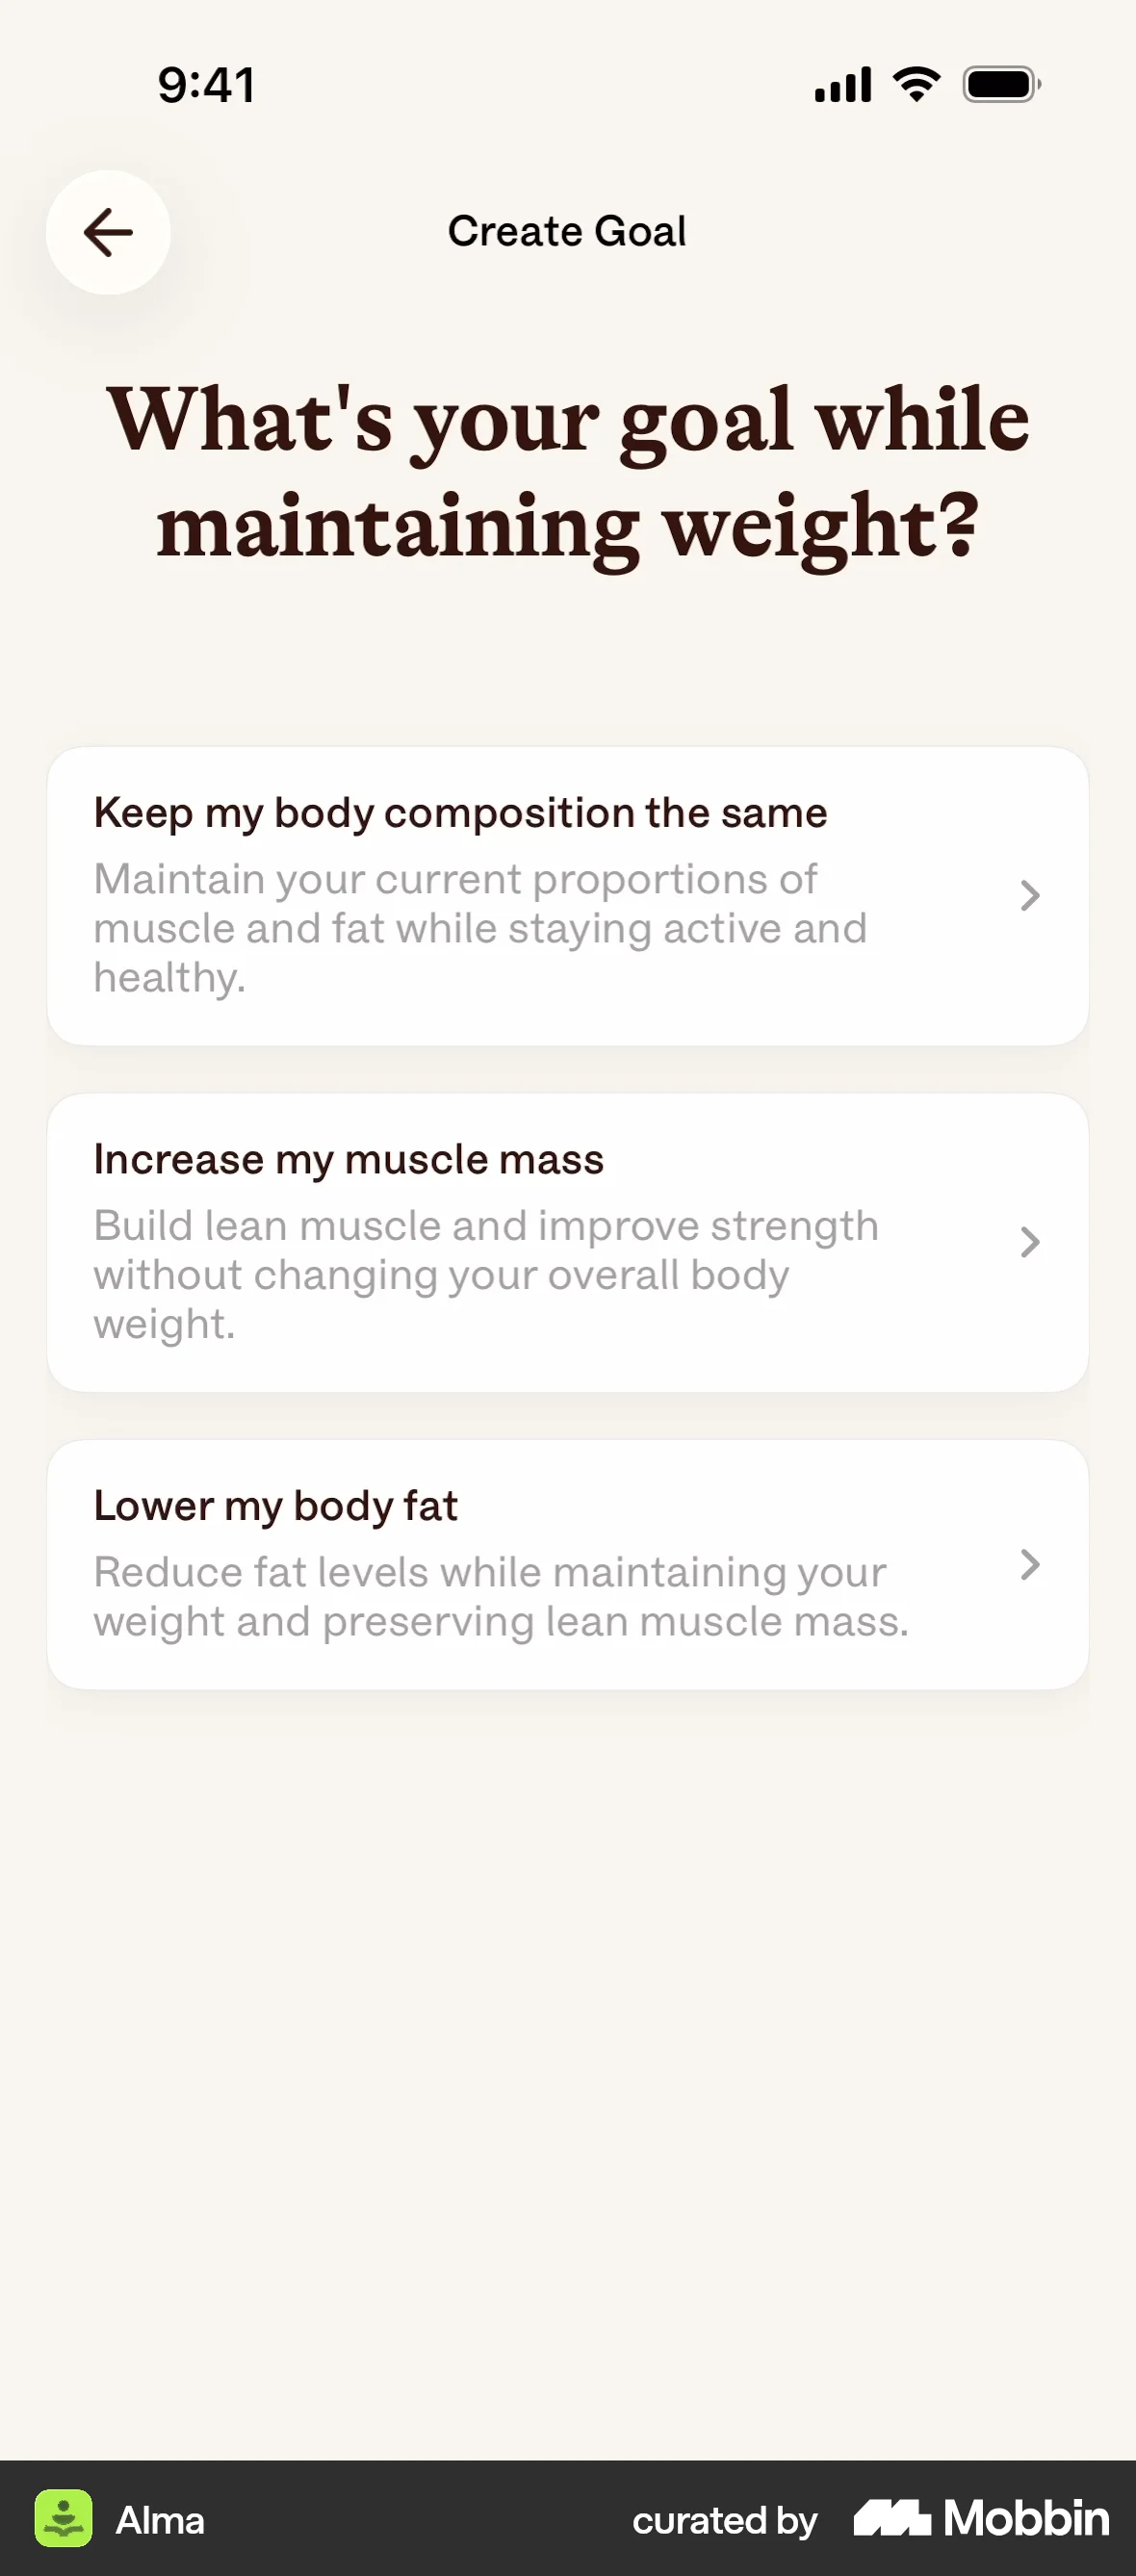 9:41
Create Goal
What's your goal while
maintaining weight?
Keep my body composition the same
Maintain your current proportions of
muscle and fat while staying active and
healthy.
Increase my muscle mass
Build lean muscle and improve strength
without changing your overall body
weight.
Lower my body fat
Reduce fat levels while maintaining your
weight and preserving lean muscle mass.
Alma
curated by Mobbin